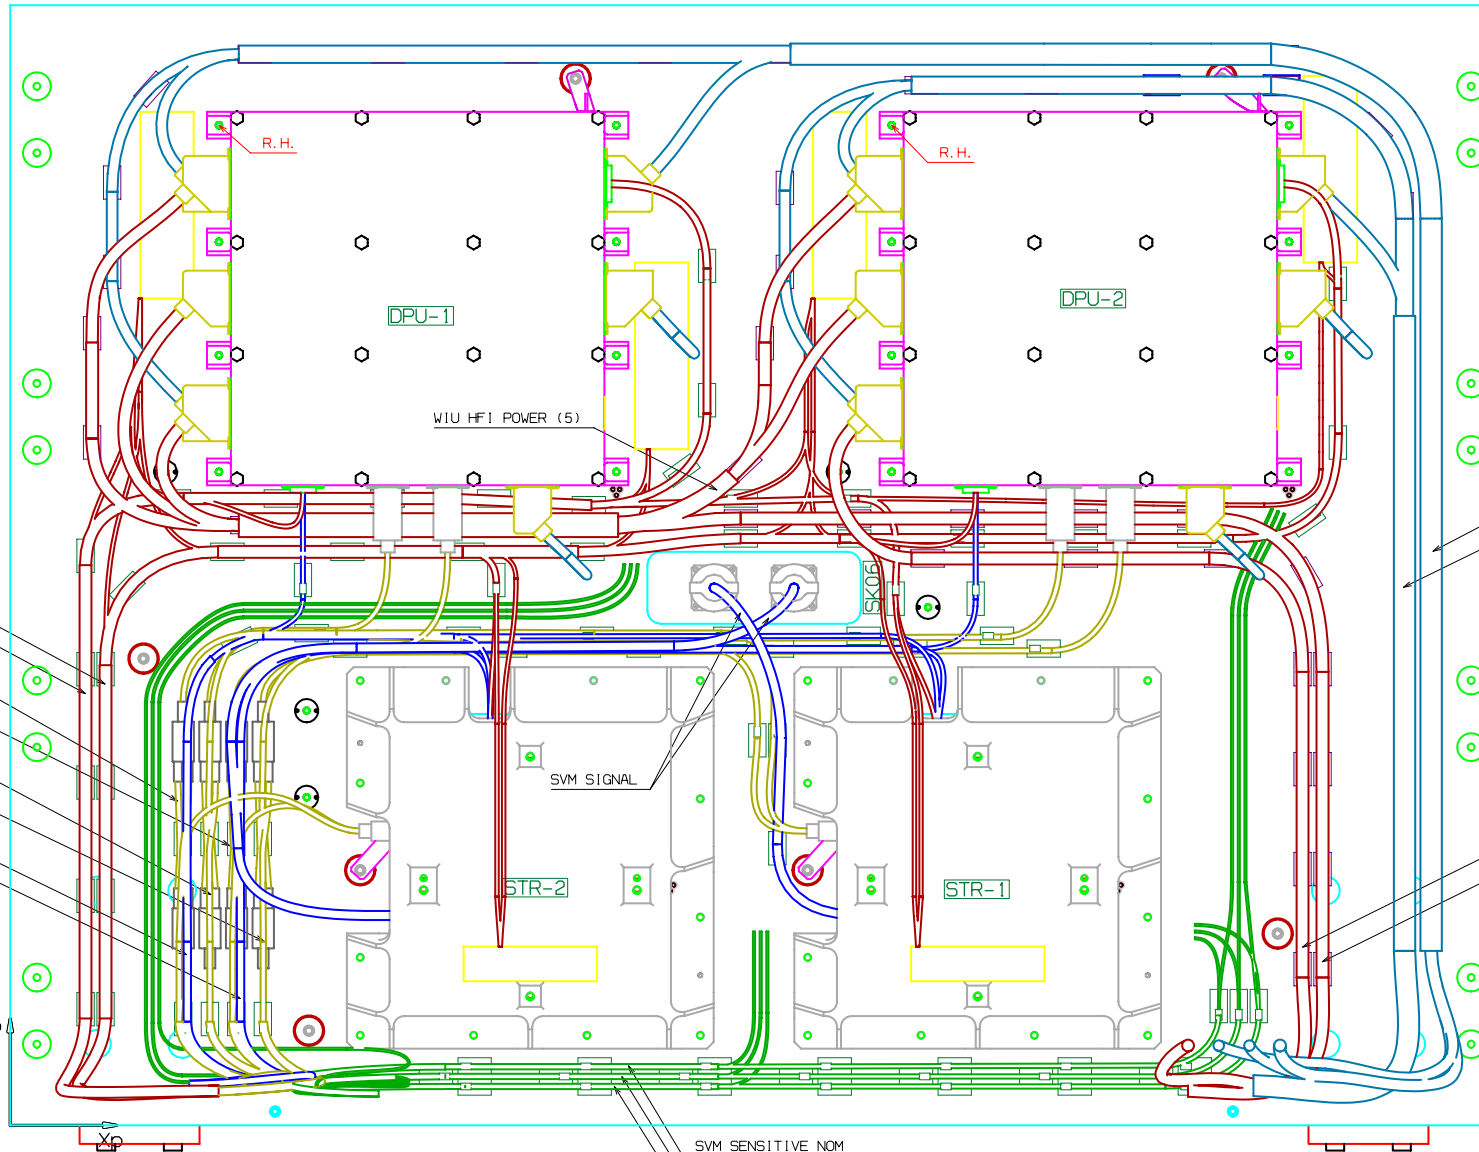 R.H.
R.H.
DPU-1
DPU-2
WIU HFI POWER (5)
SK06
SVM SIGNAL
STR-2
STR-1
Xp
SVM SENSITIVE NOM